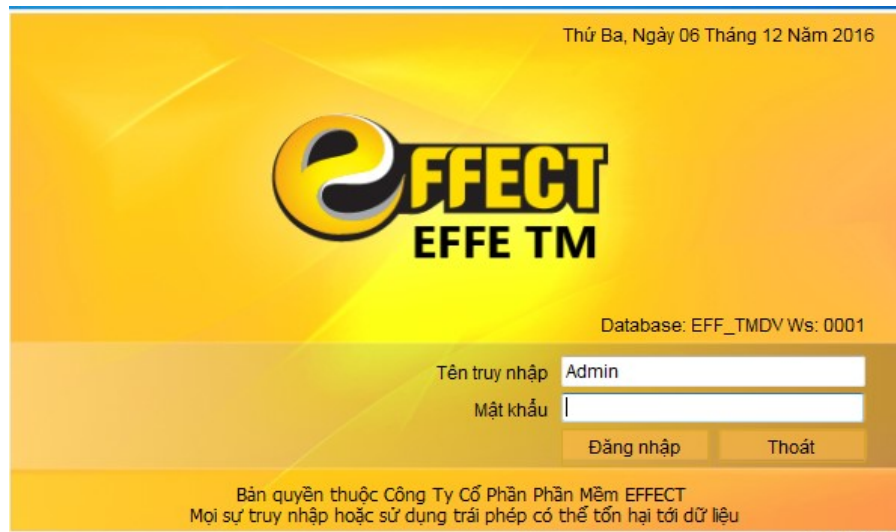 Thứ Ba, Ngày 06 Tháng 12 Năm 2016
eFFECT
EFFE TM
Database: EFF_TMDV Ws: 0001
Tên truy nhập Admin
Mật khẩu
Đăng nhập Thoát
Bản quyền thuộc Công Ty Cổ Phần Phần Mềm EFFECT
Mọi sự truy nhập hoặc sử dụng trái phép có thể tổn hại tới dữ liệu